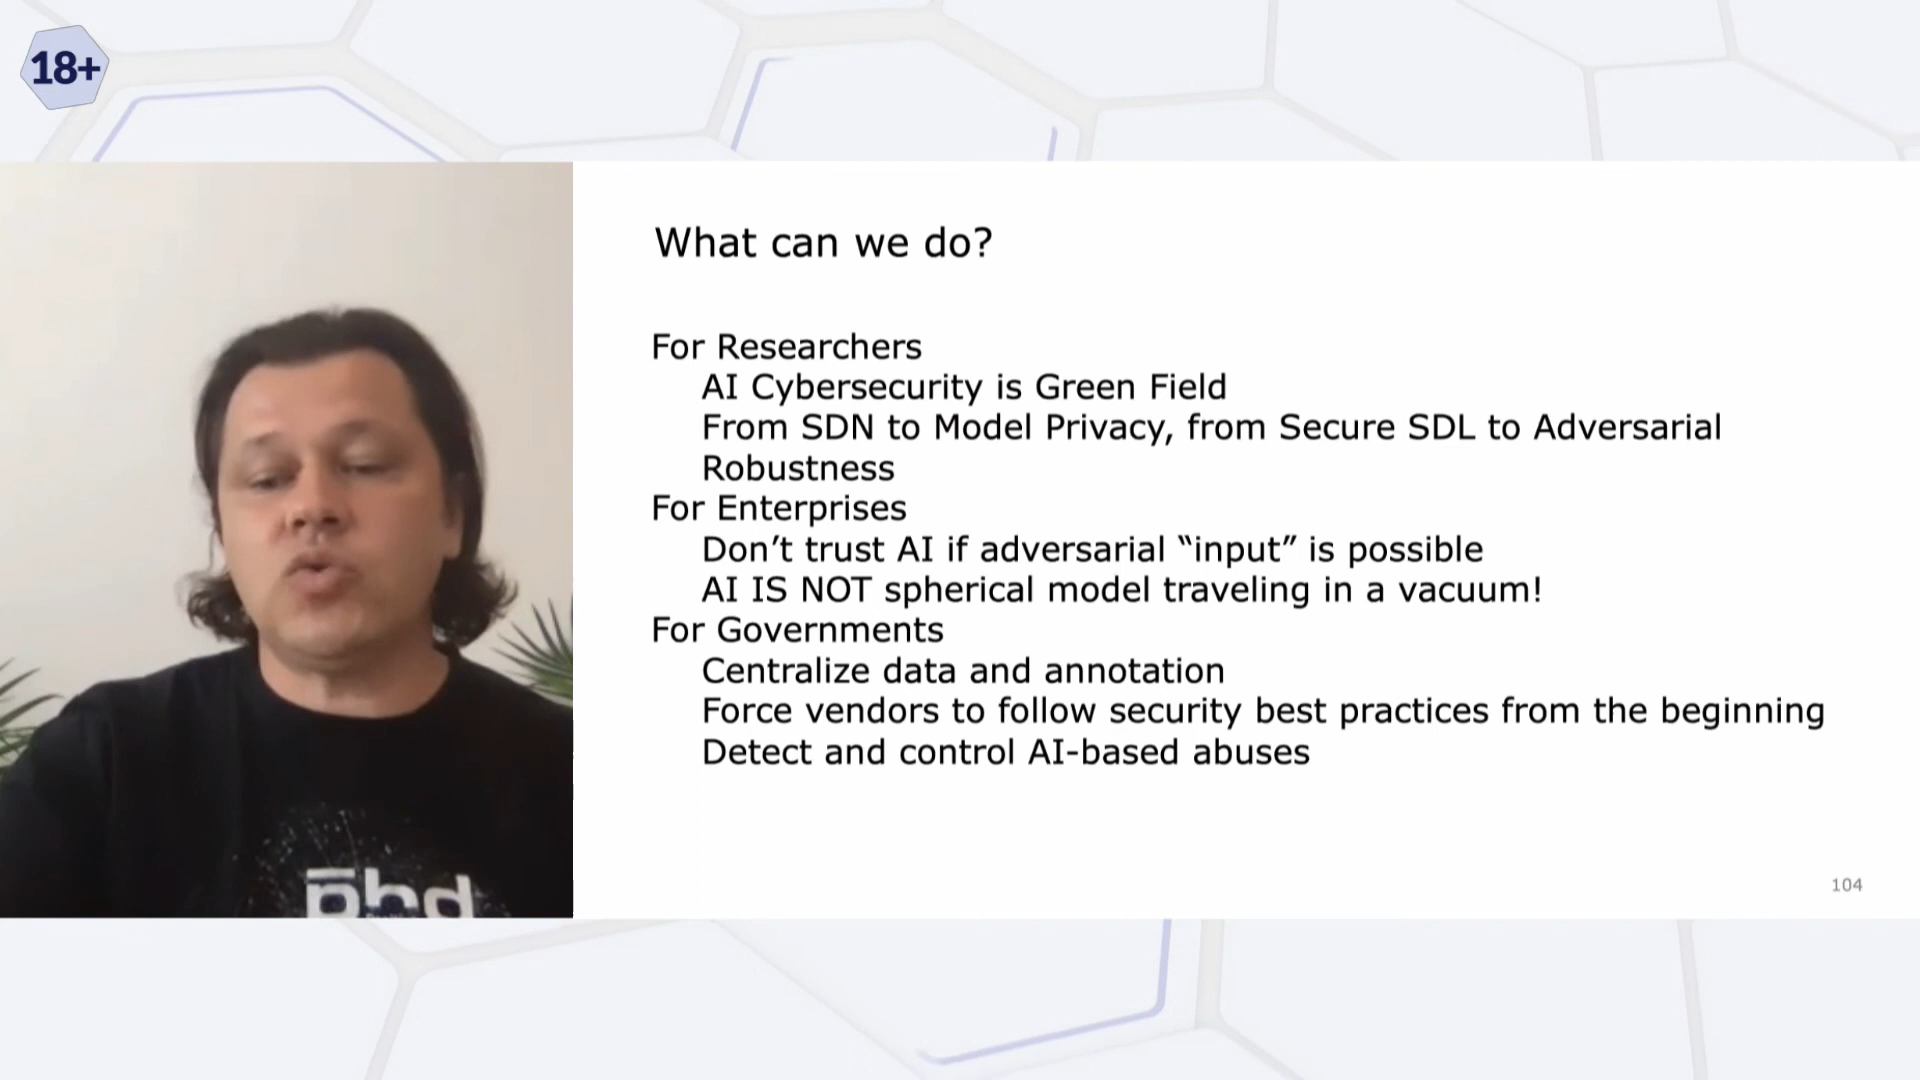 18+
What can we do?
For Researchers
AI Cybersecurity is Green Field
From SDN to Model Privacy, from Secure SDL to Adversarial
Robustness
For Enterprises
Don’t trust AI if adversarial “input” is possible
AI IS NOT spherical model traveling in a vacuum!
For Governments
Centralize data and annotation
Force vendors to follow security best practices from the beginning
Detect and control AI-based abuses
phd
104